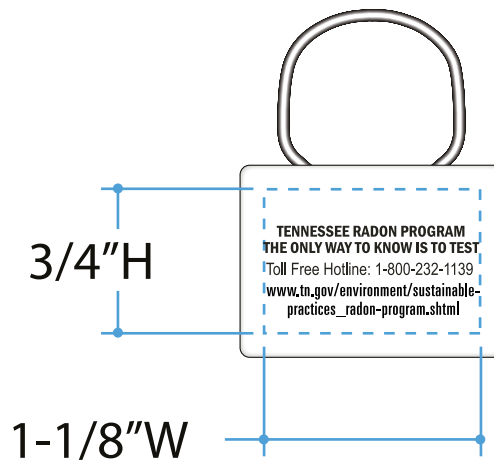 TENNESSEE RADON PROGRAM
THE ONLY WAY TO KNOW IS TO TEST
Toll Free Hotline: 1-800-232-1139
www.tn.gov/environment/sustainable-
practices_radon-program.shtml
3/4”H
1-1/8”W